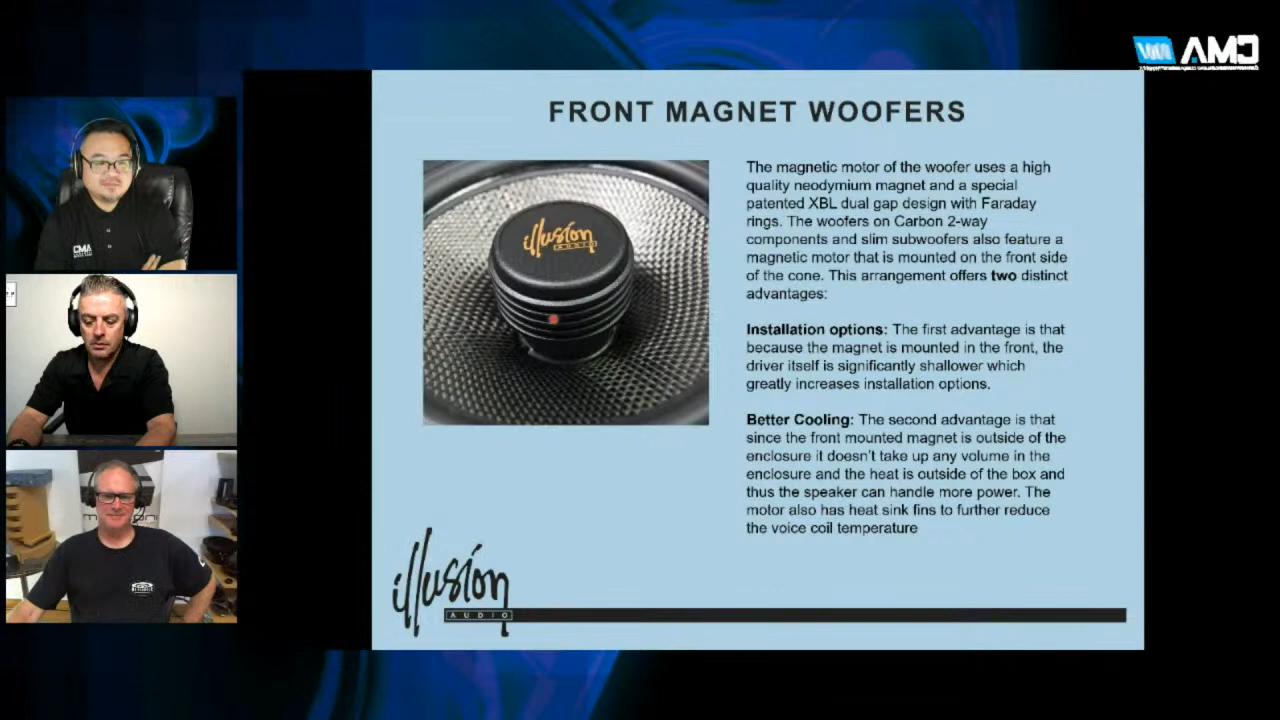 AMC
FRONT MAGNET WOOFERS
illusion
AUDIO
The magnetic motor of the woofer uses a high
quality neodymium magnet and a special
patented XBL dual gap design with Faraday
rings. The woofers on Carbon 2-way
components and slim subwoofers also feature a
magnetic motor that is mounted on the front side
of the cone. This arrangement offers two distinct
advantages:
Installation options: The first advantage is that
because the magnet is mounted in the front, the
driver itself is significantly shallower which
greatly increases installation options.
Better Cooling: The second advantage is that
since the front mounted magnet is outside of the
enclosure it doesn't take up any volume in the
enclosure and the heat is outside of the box and
thus the speaker can handle more power. The
motor also has heat sink fins to further reduce
the voice coil temperature
CMA
illusion
AUDIO